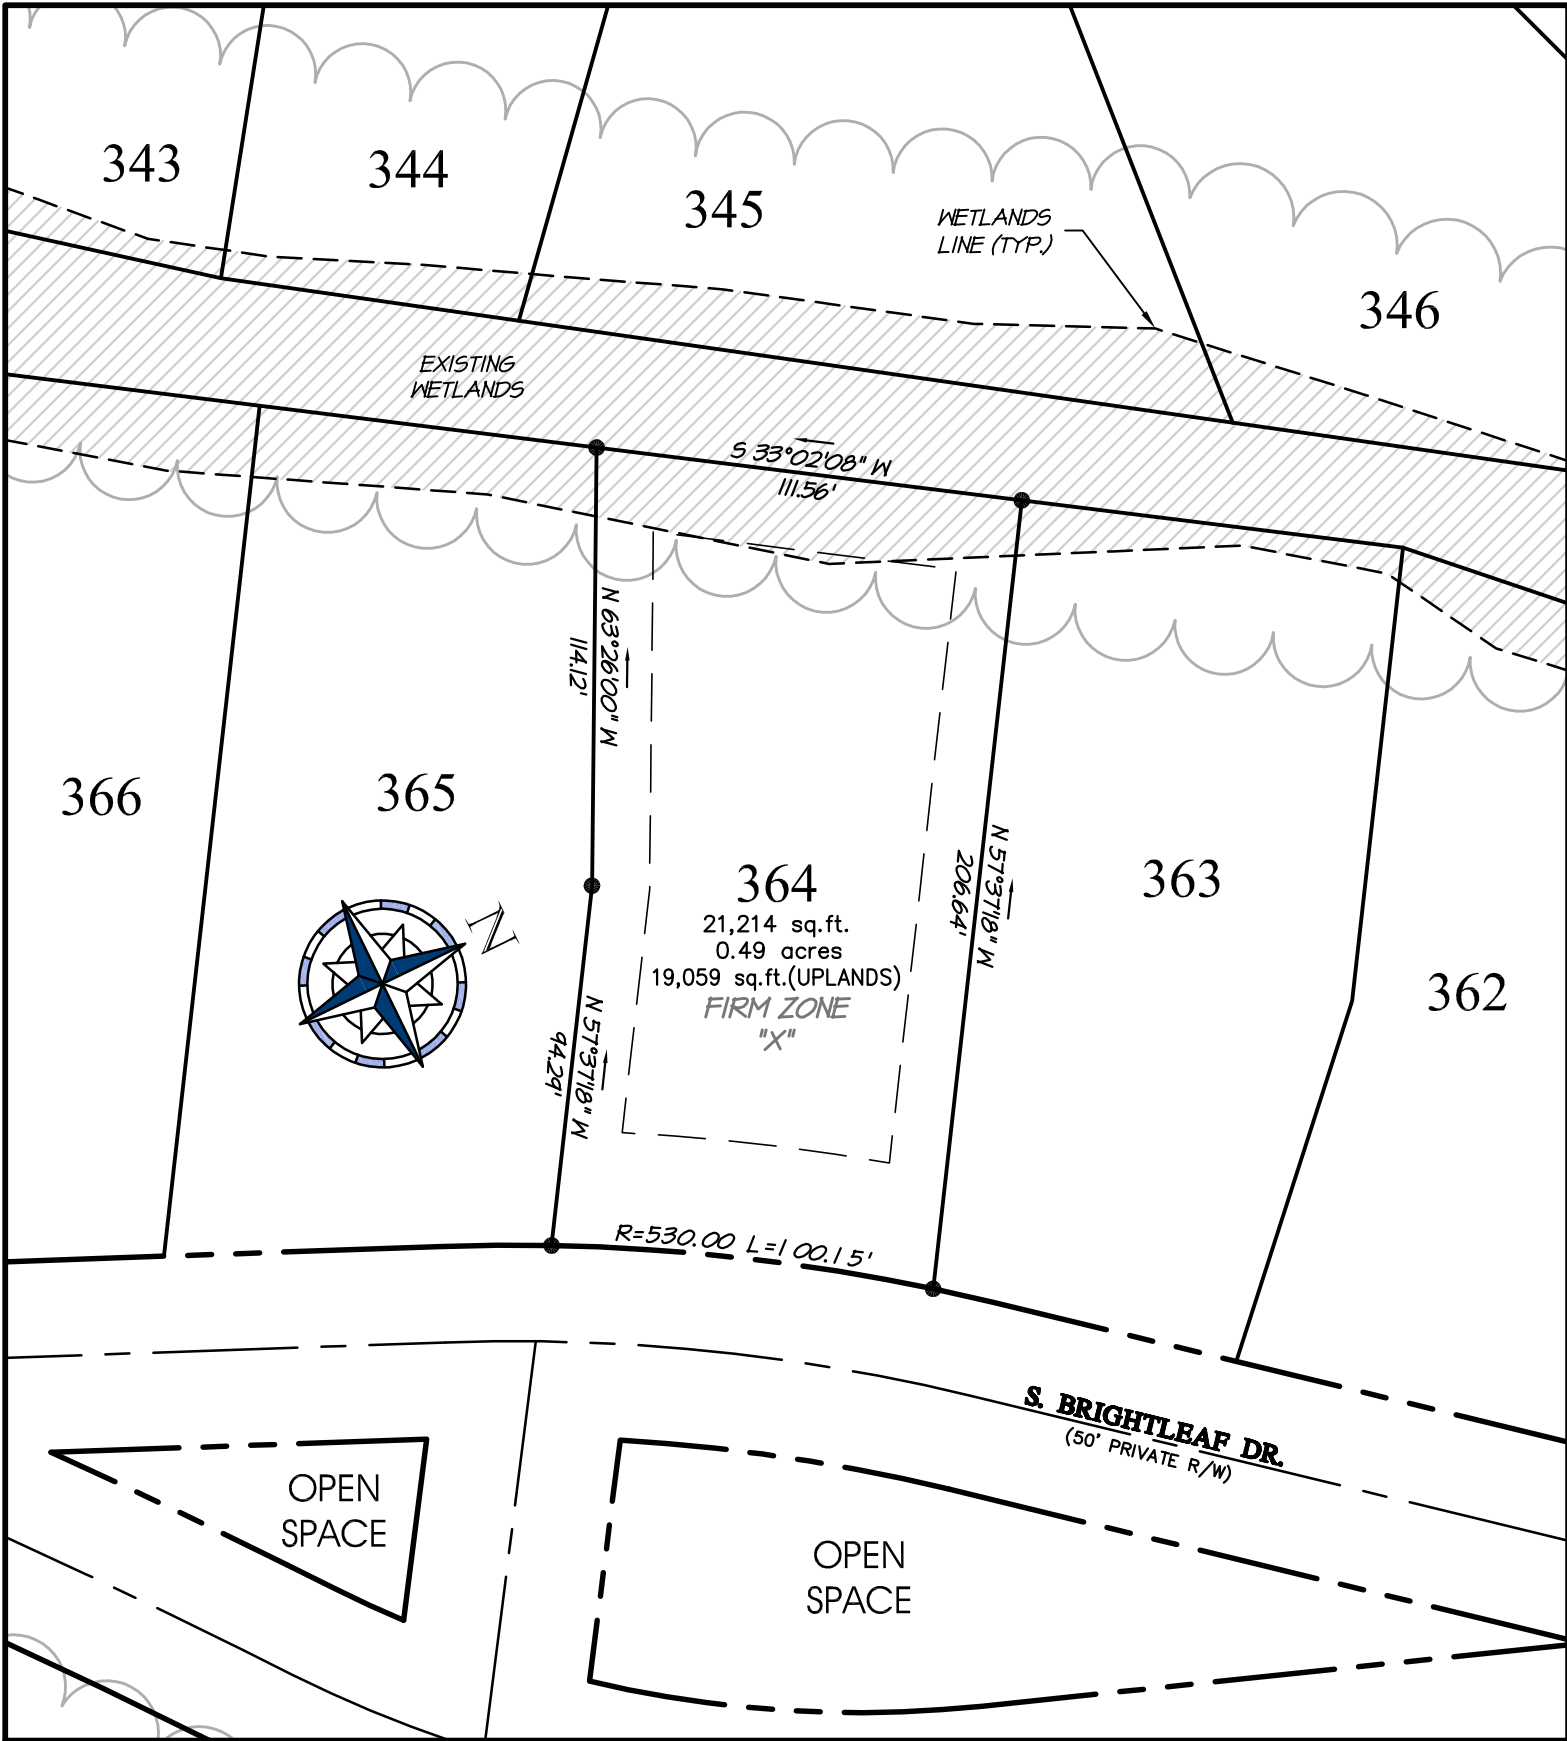 343
344
345
WETLANDS
LINE (TYP.)
346
EXISTING
WETLANDS
S 33°02'08" W
111.56'
N 63°26'00" W
114.12'
366
365
N
364
21,214 sq.ft.
0.49 acres
19,059 sq.ft.(UPLANDS)
FIRM ZONE
"X"
N 57°37'18" W
206.64'
363
362
N 57°37'18" W
94.29'
R=530.00 L=100.15'
S. BRIGHTLEAF DR.
(50' PRIVATE R/W)
OPEN
SPACE
OPEN
SPACE